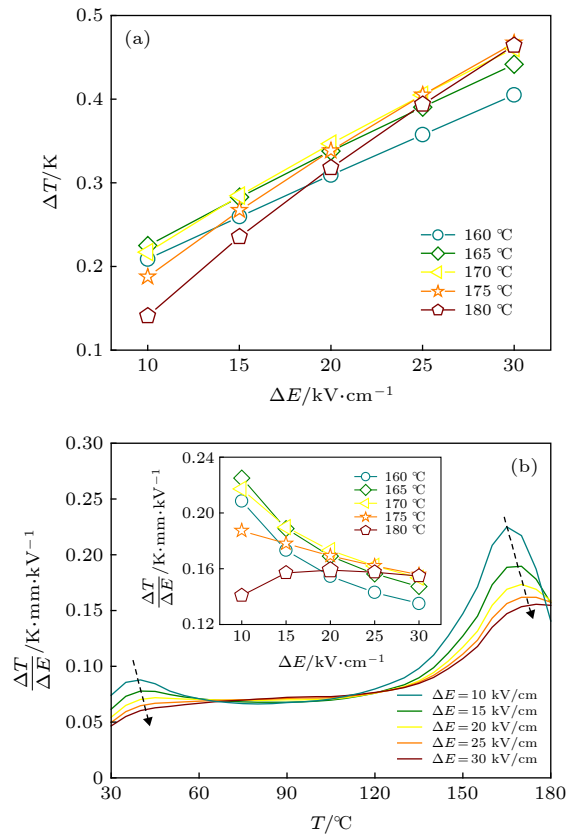 (a)
0.5
0.4
0.3
0.2
0.1
ΔT/K
160 ℃
165 ℃
170 ℃
175 ℃
180 ℃
10 15 20 25 30
ΔE/kV·cm⁻¹
(b)
0.30
0.25
0.20
0.15
0.10
0.05
0
ΔT/ΔE /K·mm·kV⁻¹
0.24
0.20
0.16
0.12
ΔT/ΔE /K·mm·kV⁻¹
160 ℃
165 ℃
170 ℃
175 ℃
180 ℃
10 15 20 25 30
ΔE/kV·cm⁻¹
ΔE=10 kV/cm
ΔE=15 kV/cm
ΔE=20 kV/cm
ΔE=25 kV/cm
ΔE=30 kV/cm
30 60 90 120 150 180
T/℃